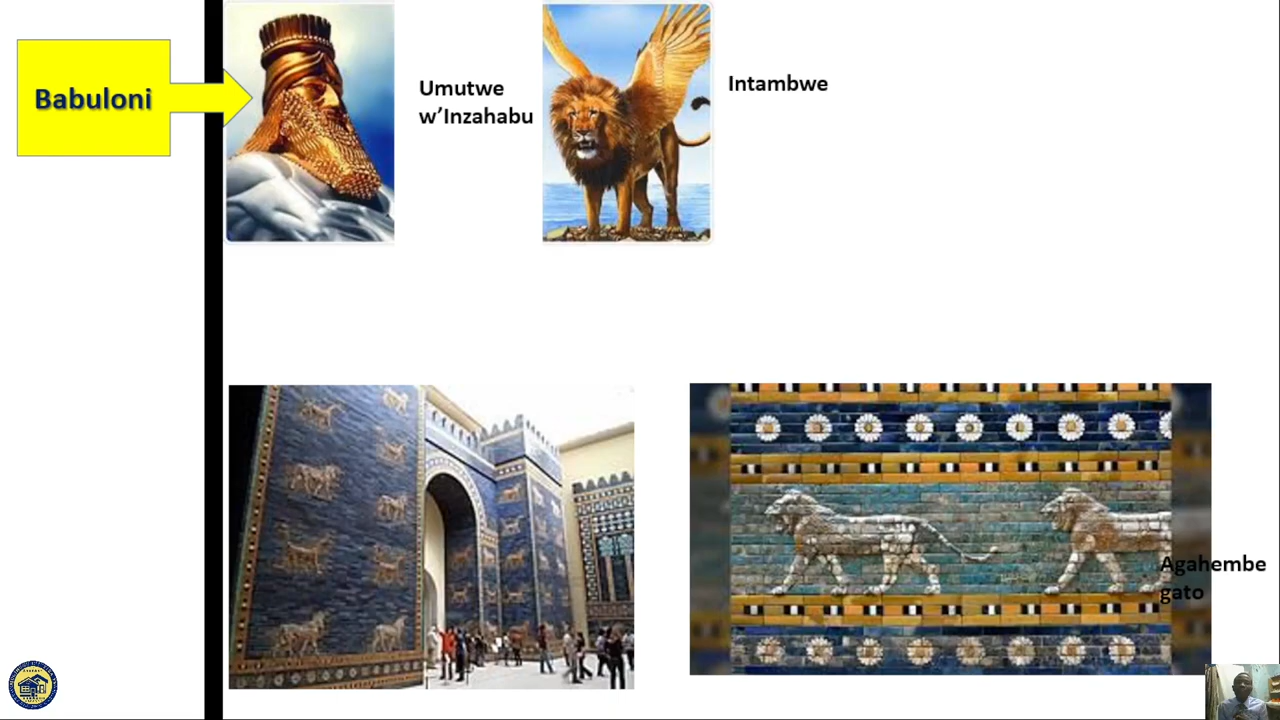 Babuloni
Umutwe
w'Inzahabu
Intambwe
Agahembe
gato